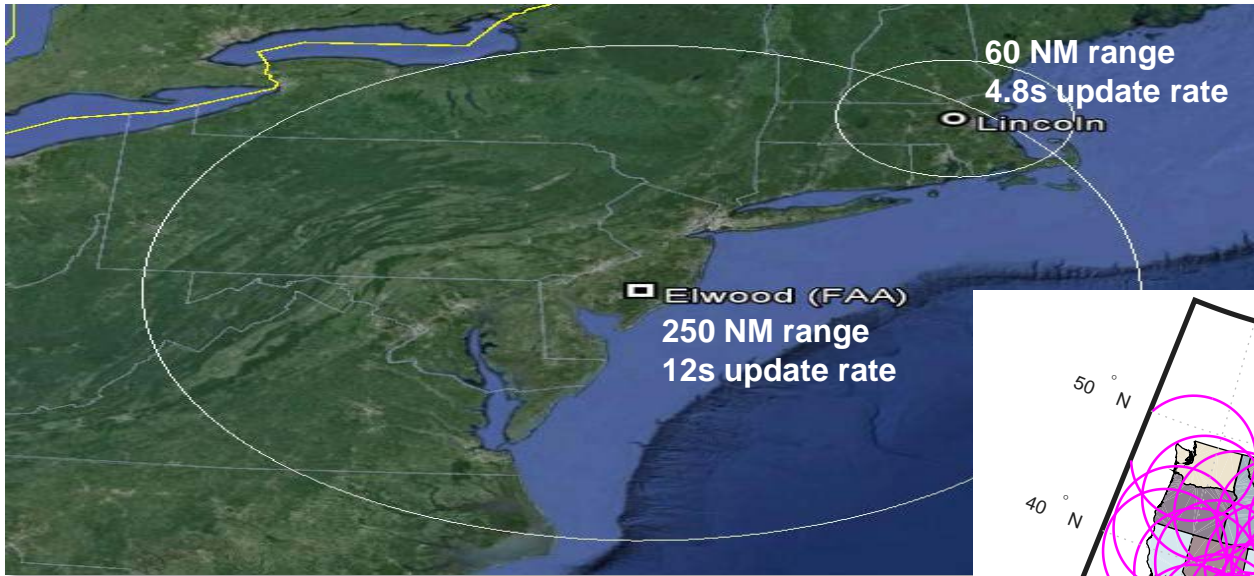 60 NM range
4.8s update rate
Lincoln
Elwood (FAA)
250 NM range
12s update rate
50 ° N
40 ° N